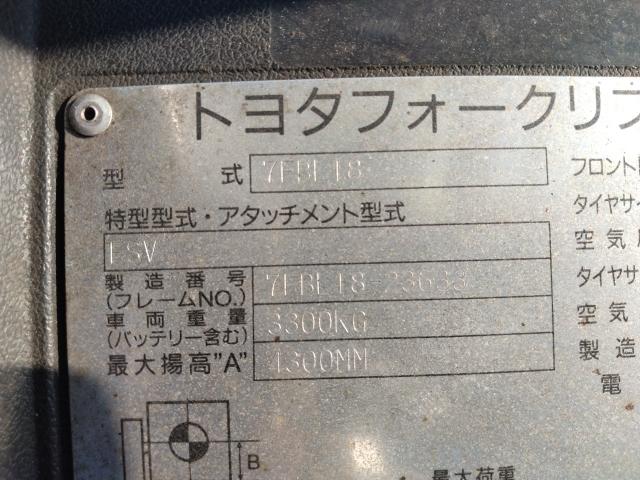 トヨタフォークリフ
型 式 7FBL18
特型型式・アタッチメント型式
FSV
製造番号
(フレームNO.) 7FBL18-23633
車両重量
(バッテリー含む) 3300KG
最大揚高"A" 4300MM
フロント
タイヤサイ
空気
タイヤサ
空気
製造
電
B
最大荷重